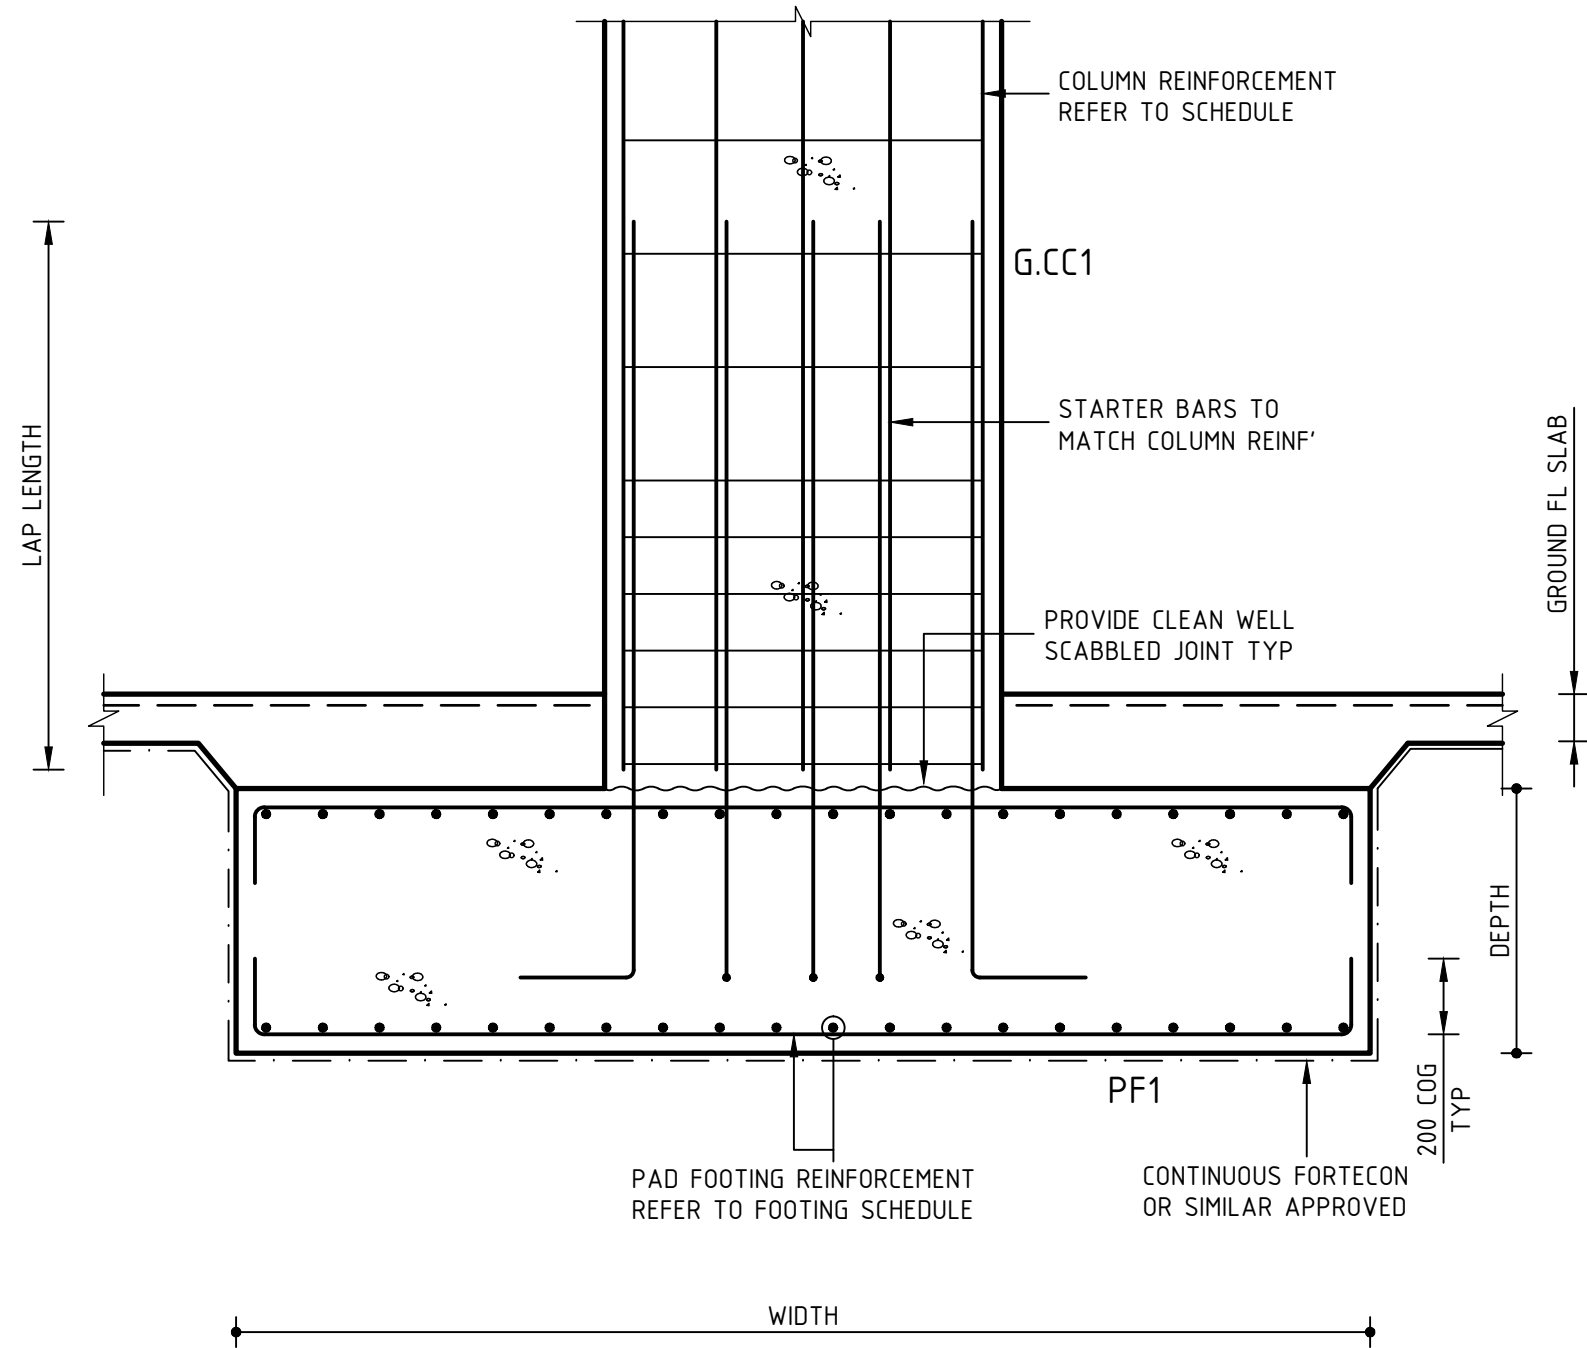 COLUMN REINFORCEMENT
REFER TO SCHEDULE
G.CC1
STARTER BARS TO
MATCH COLUMN REINF'
LAP LENGTH
GROUND FL SLAB
PROVIDE CLEAN WELL
SCABBLED JOINT TYP
DEPTH
200 COG
TYP
PF1
PAD FOOTING REINFORCEMENT
REFER TO FOOTING SCHEDULE
CONTINUOUS FORTECON
OR SIMILAR APPROVED
WIDTH